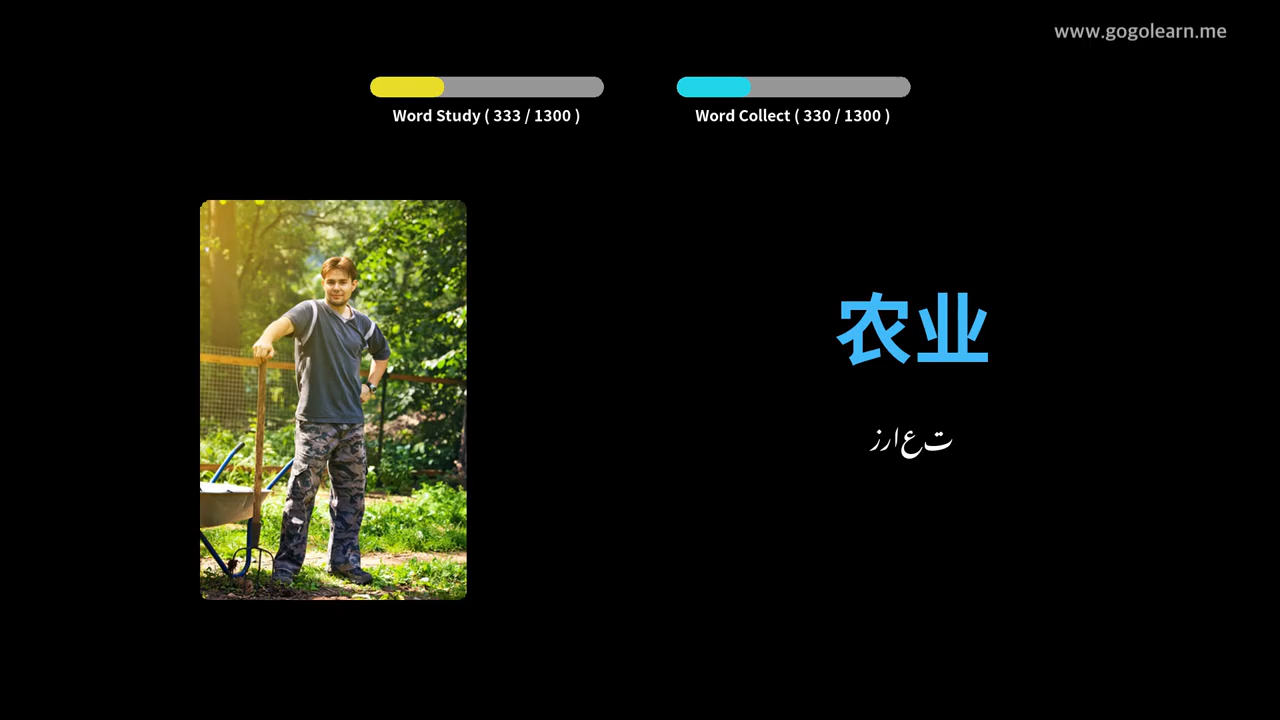 www.gogolearn.me
Word Study ( 333 / 1300 )
Word Collect ( 330 / 1300 )
农业
زراعت